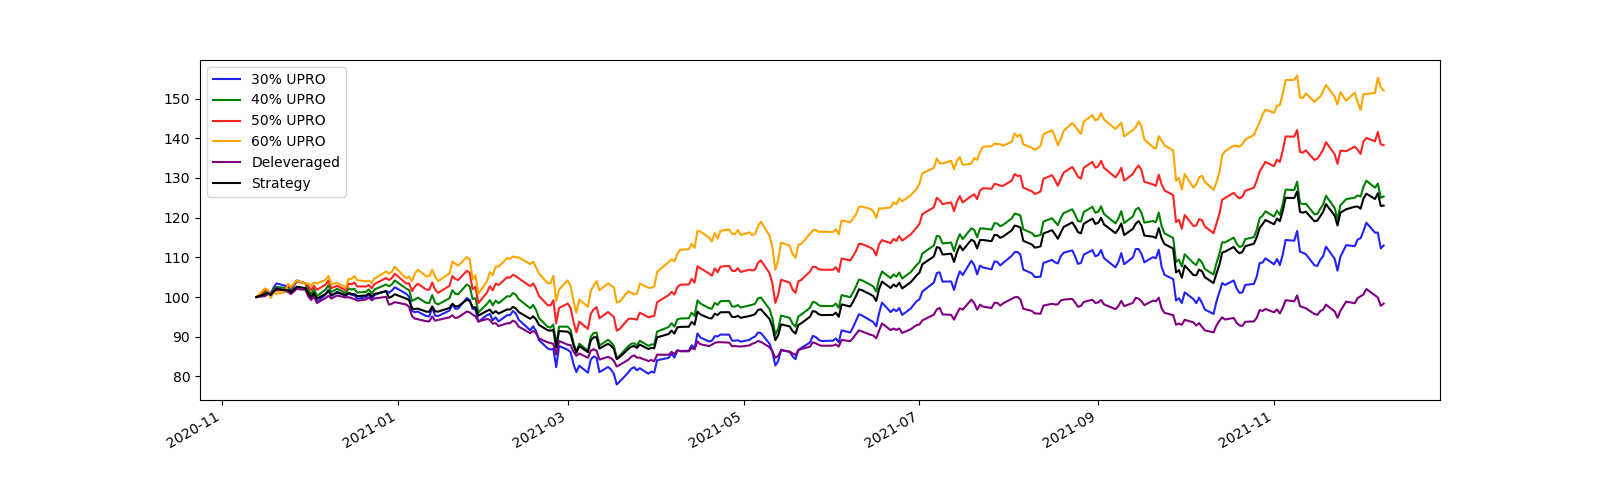 30% UPRO
40% UPRO
50% UPRO
60% UPRO
Deleveraged
Strategy
150
140
130
120
110
100
90
80
2020-11
2021-01
2021-03
2021-05
2021-07
2021-09
2021-11